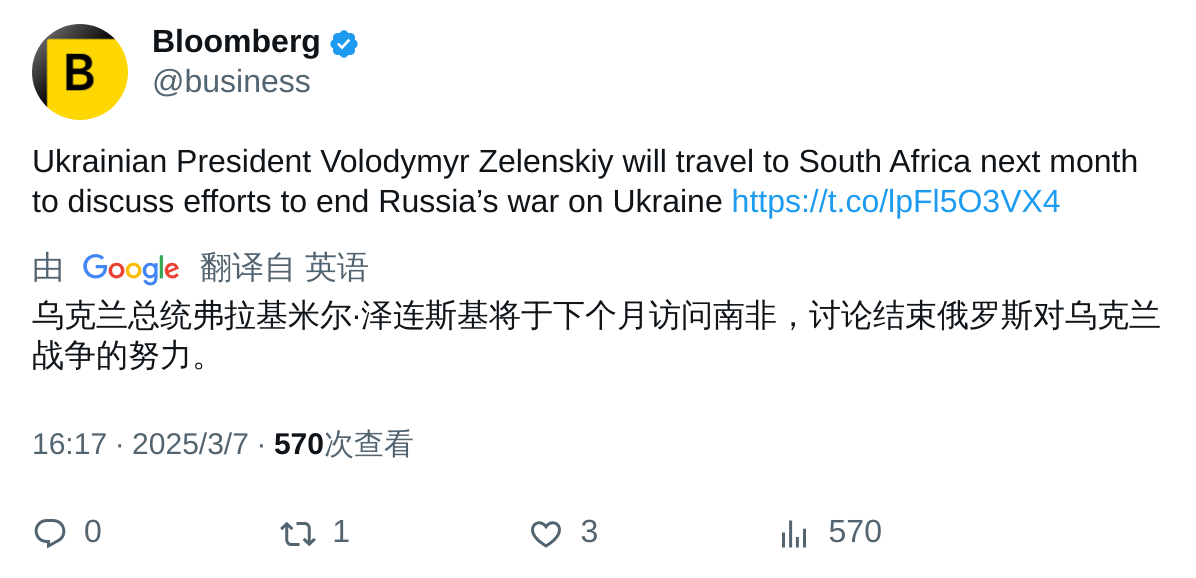 B
Bloomberg
@business
Ukrainian President Volodymyr Zelenskiy will travel to South Africa next month
to discuss efforts to end Russia’s war on Ukraine https://t.co/lpFl5O3VX4
由 Google 翻译自 英语
乌克兰总统弗拉基米尔·泽连斯基将于下个月访问南非，讨论结束俄罗斯对乌克兰
战争的努力。
16:17 · 2025/3/7 · 570次查看
0 1 3 570